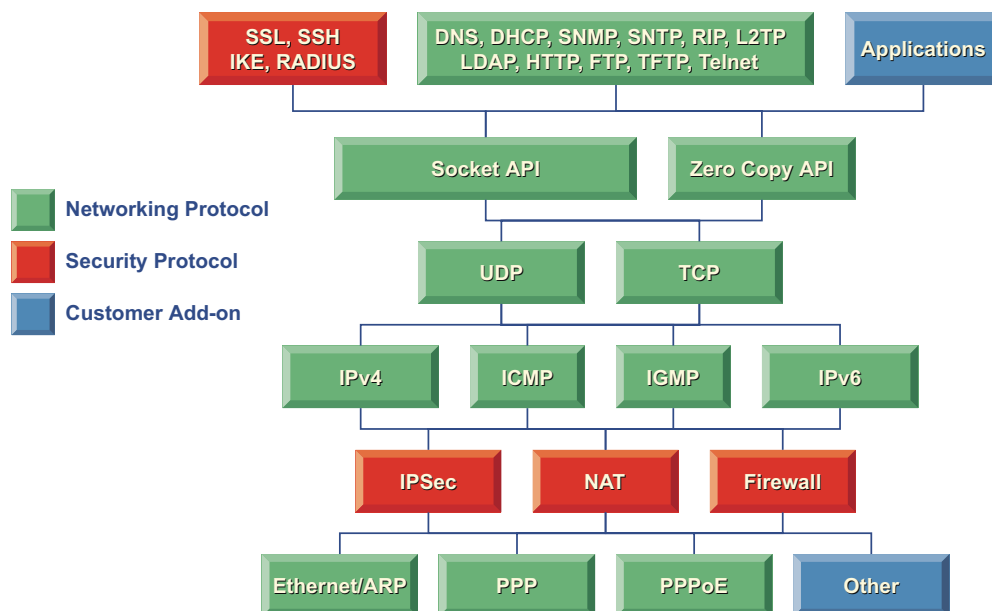 SSL, SSH
IKE, RADIUS
DNS, DHCP, SNMP, SNTP, RIP, L2TP
LDAP, HTTP, FTP, TFTP, Telnet
Applications
Socket API
Zero Copy API
Networking Protocol
Security Protocol
Customer Add-on
UDP
TCP
IPv4
ICMP
IGMP
IPv6
IPSec
NAT
Firewall
Ethernet/ARP
PPP
PPPoE
Other